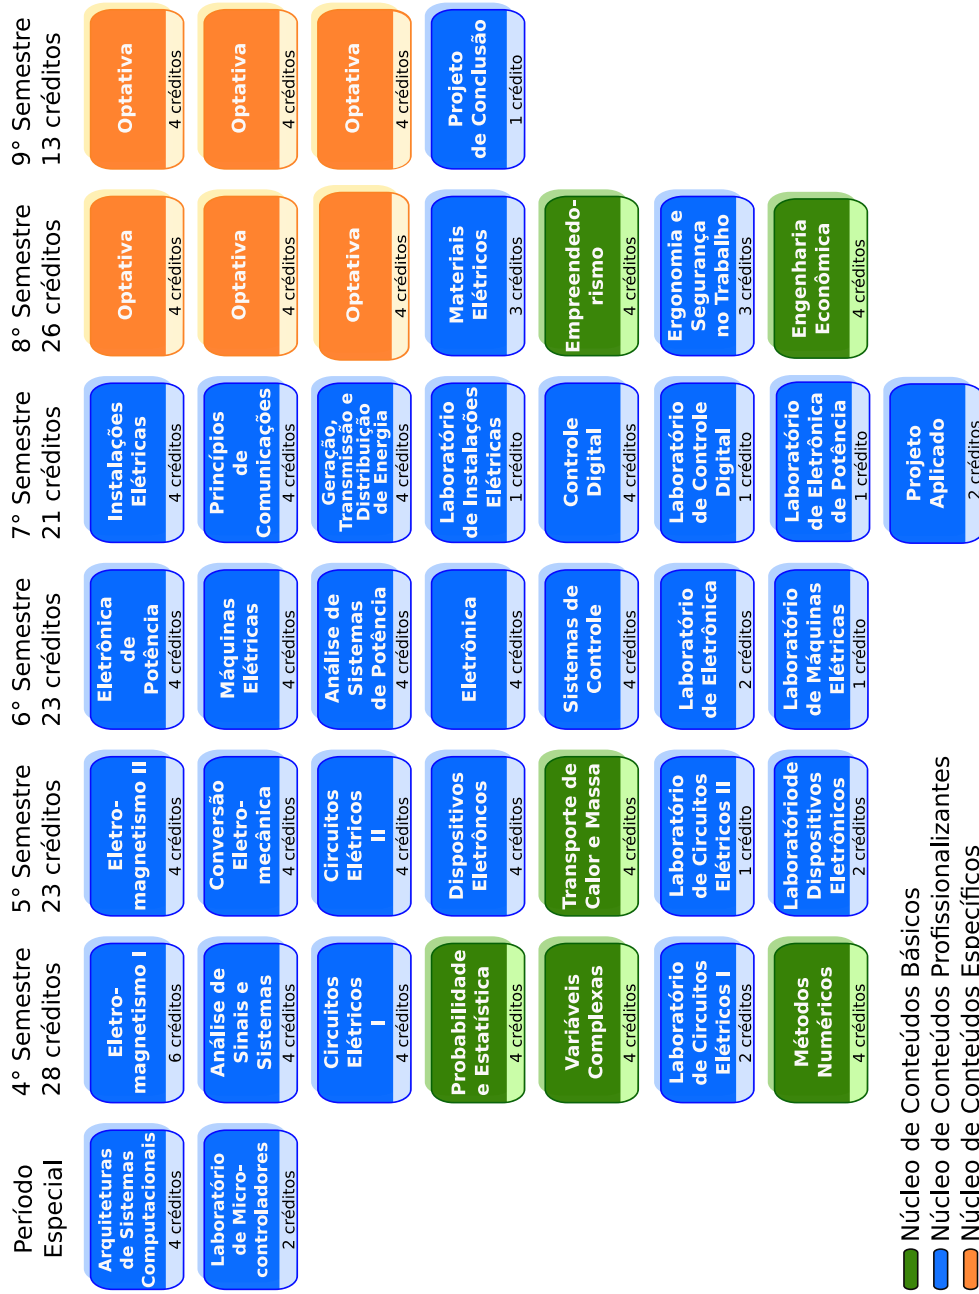 Período
Especial
Arquiteturas
de Sistemas
Computacionais
4 créditos
Laboratório
de Micro-
controladores
2 créditos
4° Semestre
28 créditos
Eletro-
magnetismo I
6 créditos
Análise de
Sinais e
Sistemas
4 créditos
Circuitos
Elétricos
I
4 créditos
Probabilidade
e Estatística
4 créditos
Variáveis
Complexas
4 créditos
Laboratório
de Circuitos
Elétricos I
2 créditos
Métodos
Numéricos
4 créditos
5° Semestre
23 créditos
Eletro-
magnetismo II
4 créditos
Conversão
Eletro-
mecânica
4 créditos
Circuitos
Elétricos
II
4 créditos
Dispositivos
Eletrôncos
4 créditos
Transporte de
Calor e Massa
4 créditos
Laboratório
de Circuitos
Elétricos II
1 crédito
Laboratóriode
Dispositivos
Eletrônicos
2 créditos
6° Semestre
23 créditos
Eletrônica
de
Potência
4 créditos
Máquinas
Elétricas
4 créditos
Análise de
Sistemas
de Potência
4 créditos
Eletrônica
4 créditos
Sistemas de
Controle
4 créditos
Laboratório
de Eletrônica
2 créditos
Laboratório
de Máquinas
Elétricas
1 crédito
7° Semestre
21 créditos
Instalações
Elétricas
4 crédito
Princípios
de
Comunicações
4 créditos
Geração,
Transmissão e
Distribuição
de Energia
4 créditos
Laboratório
de Instalações
Elétricas
1 crédito
Controle
Digital
4 créditos
Laboratório
de Controle
Digital
1 crédito
Laboratório
de Eletrônica
de Potência
1 crédito
Projeto
Aplicado
2 créditos
8° Semestre
26 créditos
Optativa
4 créditos
Optativa
4 créditos
Optativa
4 créditos
Materiais
Elétricos
3 créditos
Empreendedo-
rismo
4 créditos
Ergonomia e
Segurança
no Trabalho
3 créditos
Engenharia
Econômica
4 créditos
9° Semestre
13 créditos
Optativa
4 créditos
Optativa
4 créditos
Optativa
4 créditos
Projeto
de Conclusão
1 crédito
Núcleo de Conteúdos Básicos
Núcleo de Conteúdos Profissionalizantes
Núcleo de Conteúdos Específicos